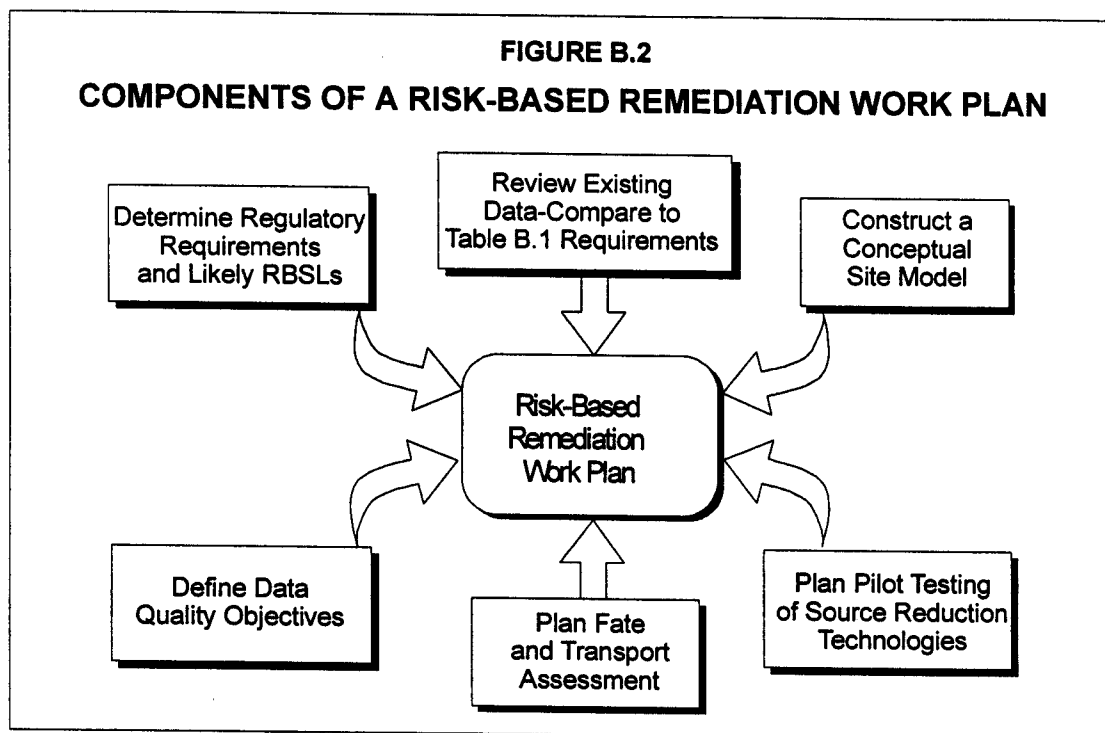 FIGURE B.2
COMPONENTS OF A RISK-BASED REMEDIATION WORK PLAN
Determine Regulatory
Requirements
and Likely RBSLs
Review Existing
Data-Compare to
Table B.1 Requirements
Construct a
Conceptual
Site Model
Risk-Based
Remediation
Work Plan
Define Data
Quality Objectives
Plan Fate
and Transport
Assessment
Plan Pilot Testing
of Source Reduction
Technologies